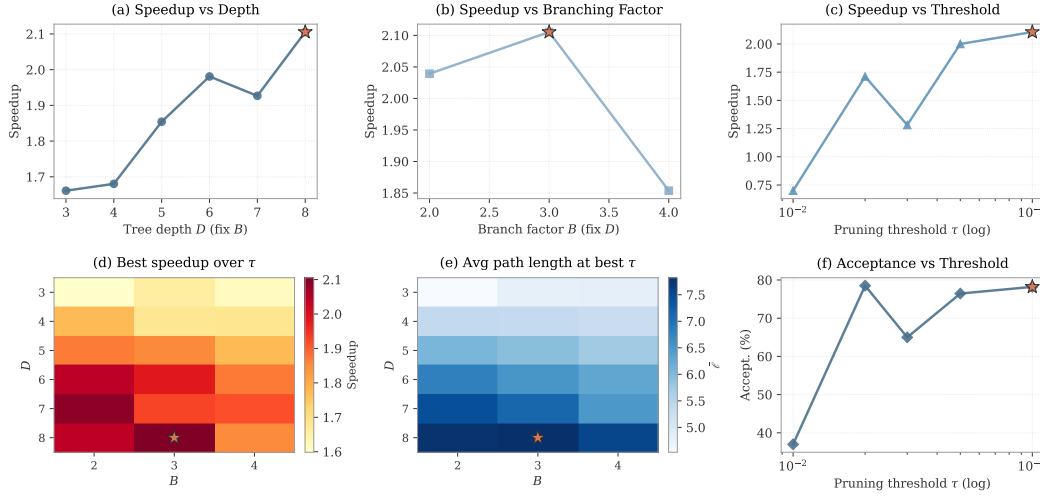 (a) Speedup vs Depth
(b) Speedup vs Branching Factor
(c) Speedup vs Threshold
Speedup
2.1
2.0
1.9
1.8
1.7
3 4 5 6 7 8
Tree depth D (fix B)
Speedup
2.10
2.05
2.00
1.95
1.90
1.85
2.0 2.5 3.0 3.5 4.0
Branch factor B (fix D)
Speedup
2.00
1.75
1.50
1.25
1.00
0.75
10⁻² 10⁻
Pruning threshold τ (log)
(d) Best speedup over τ
(e) Avg path length at best τ
(f) Acceptance vs Threshold
D
3
4
5
6
7
8
2 3 4
B
2.1
2.0
1.9
1.8
1.7
1.6
Speedup
D
3
4
5
6
7
8
2 3 4
B
7.5
7.0
6.5
6.0
5.5
5.0
ℓ̄
Accept. (%)
80
70
60
50
40
10⁻² 10⁻
Pruning threshold τ (log)